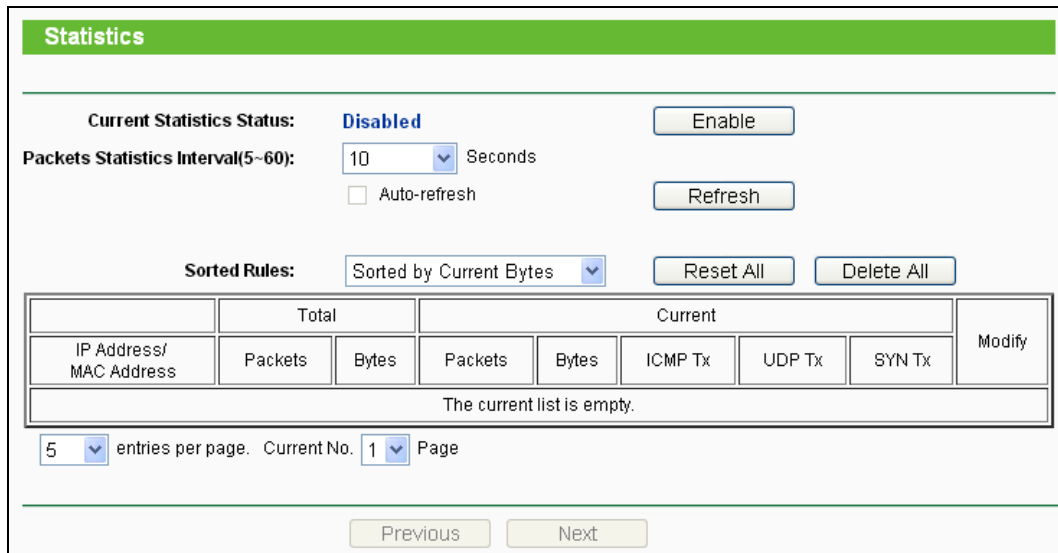 Statistics
Current Statistics Status: Disabled Enable
Packets Statistics Interval(5~60): 10 Seconds
Auto-refresh Refresh
Sorted Rules: Sorted by Current Bytes Reset All Delete All
Total Current Modify
IP Address/
MAC Address Packets Bytes Packets Bytes ICMP Tx UDP Tx SYN Tx
The current list is empty.
5 entries per page. Current No. 1 Page
Previous Next